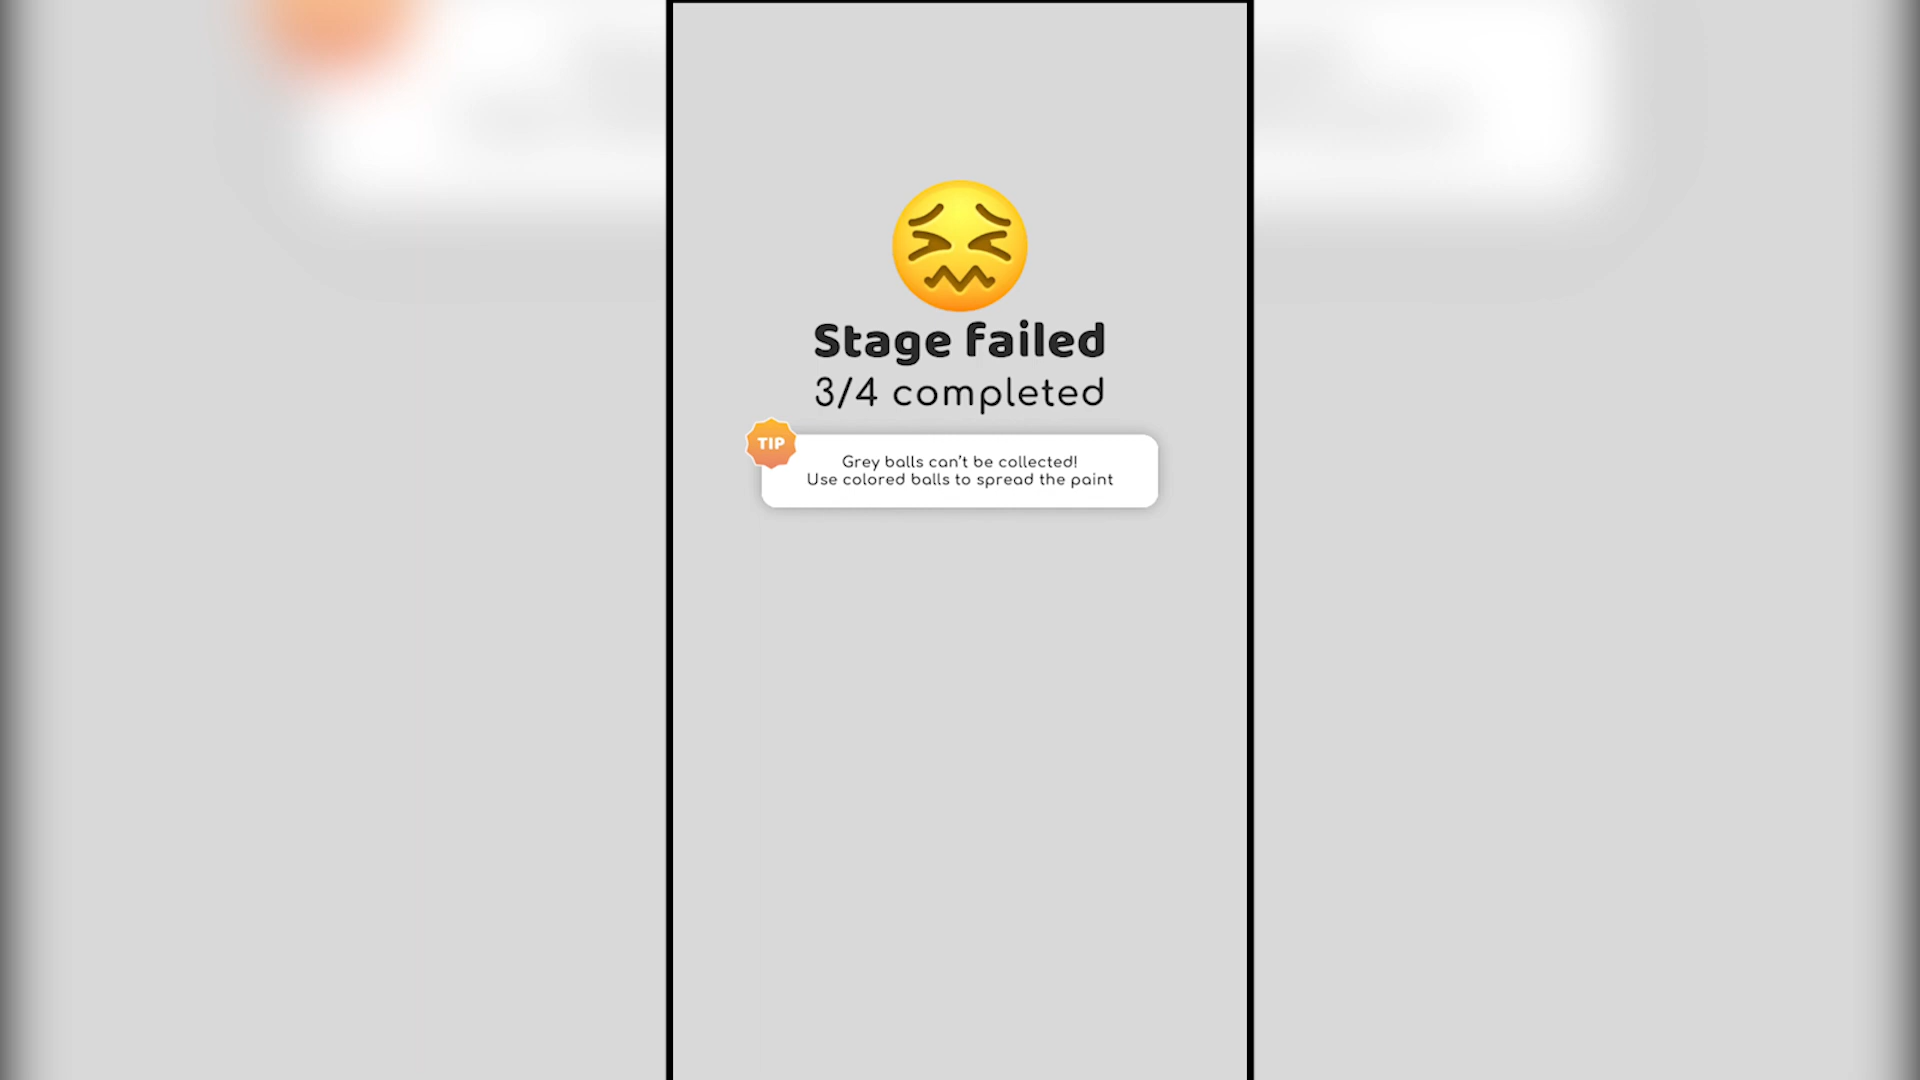 Stage failed
3/4 completed
TIP
Grey balls can't be collected!
Use colored balls to spread the paint